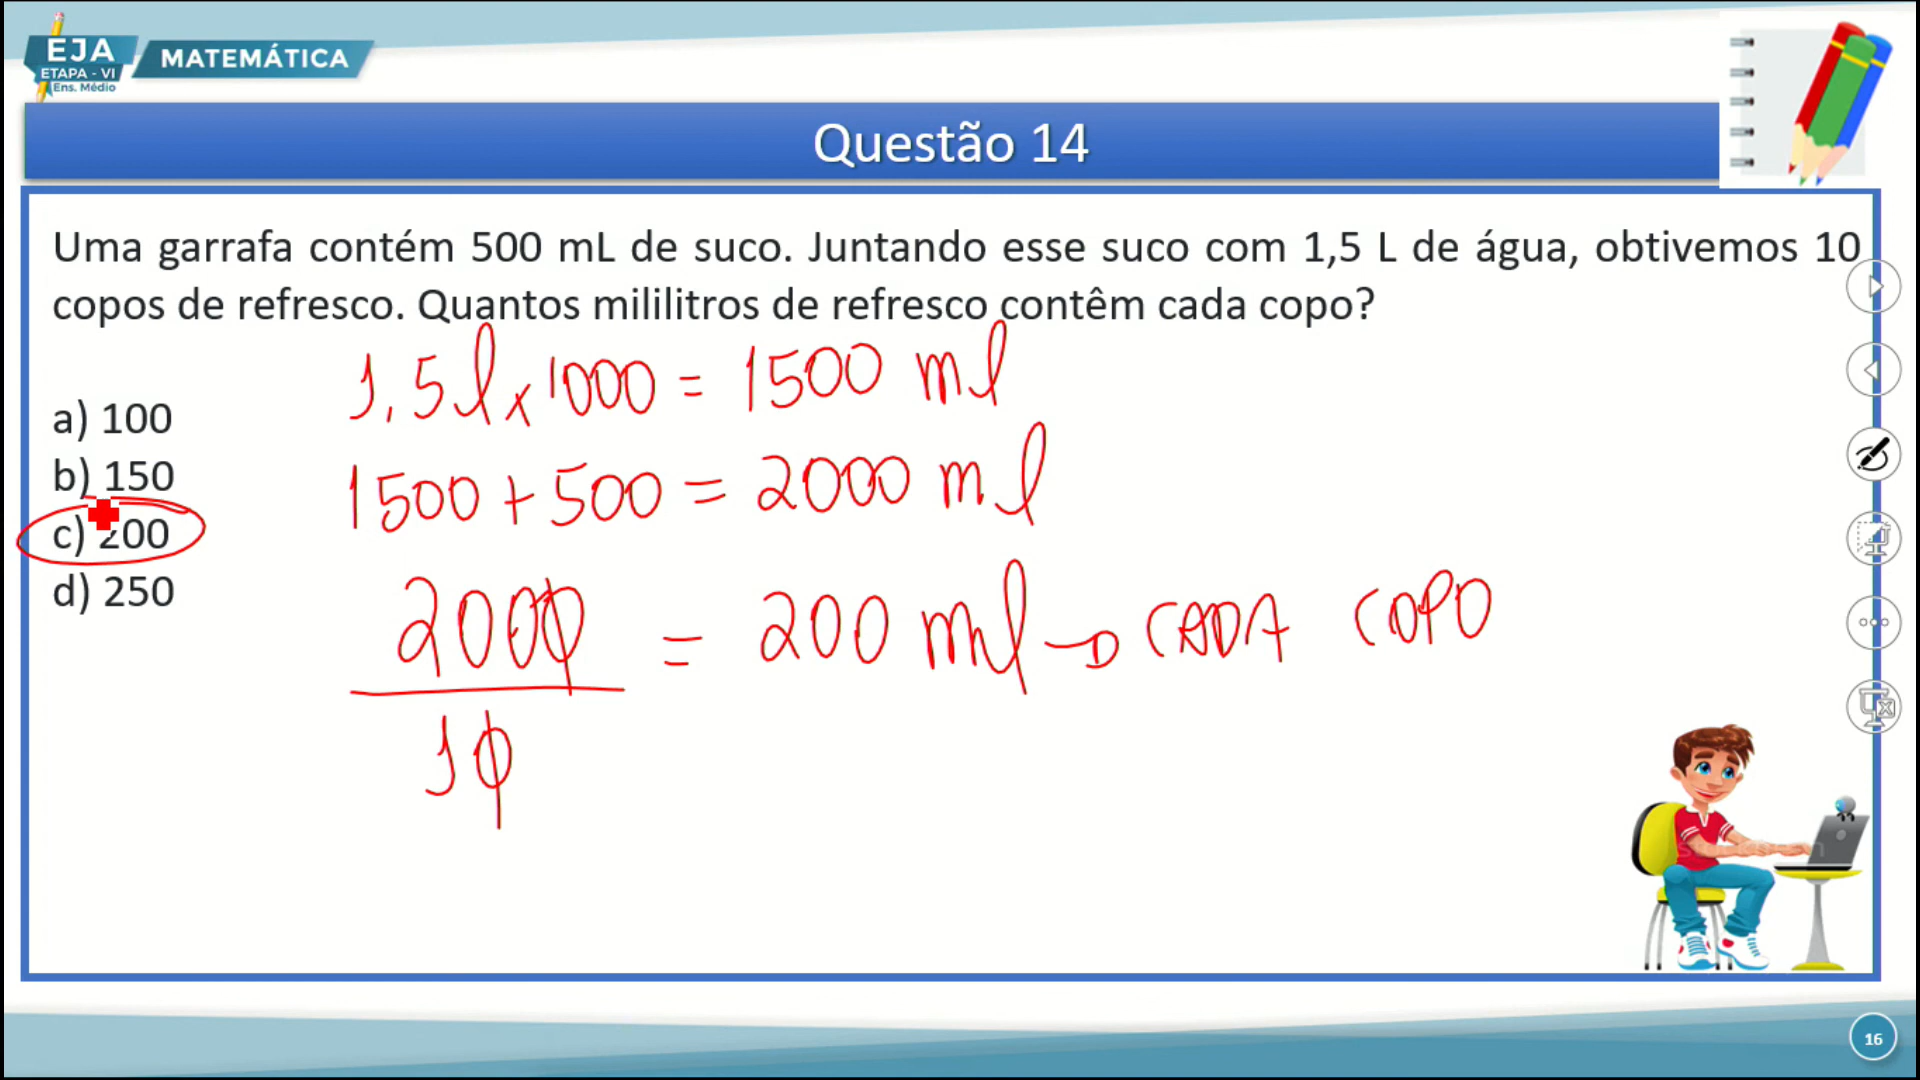 EJA
ETAPA - VI
Ens. Médio
MATEMÁTICA
Questão 14
Uma garrafa contém 500 mL de suco. Juntando esse suco com 1,5 L de água, obtivemos 10
copos de refresco. Quantos mililitros de refresco contêm cada copo?
1,5 l x 1000 = 1500 ml
a) 100
b) 150
1500 + 500 = 2000 ml
c) 200
d) 250
2000
= 200 ml → CADA COPO
10
16